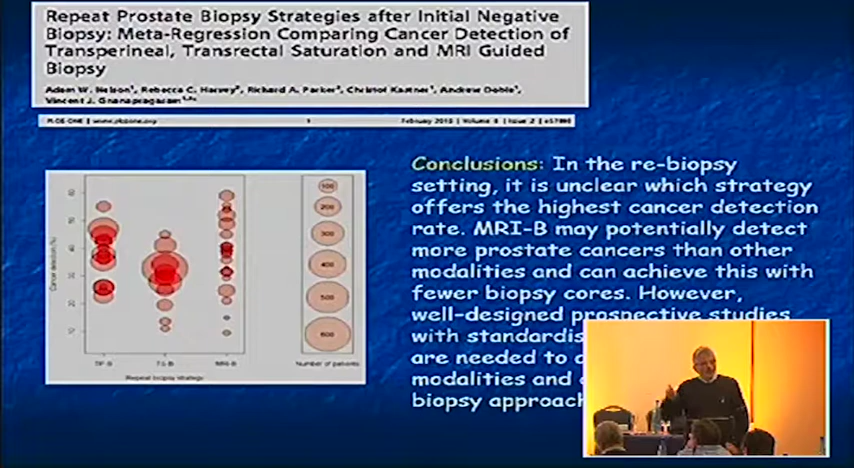 Repeat Prostate Biopsy Strategies after Initial Negative
Biopsy: Meta-Regression Comparing Cancer Detection of
Transperineal, Transrectal Saturation and MRI Guided
Biopsy
Adam W. Nelson¹, Rebecca C. Harvey², Richard A. Parker², Christof Kastner¹, Andrew Doble¹,
Vincent J. Gnanapragasam
PLOS ONE | www.plosone.org 1 February 2013 | Volume 8 | Issue 2
Conclusions: In the re-biopsy
setting, it is unclear which strategy
offers the highest cancer detection
rate. MRI-B may potentially detect
more prostate cancers than other
modalities and can achieve this with
fewer biopsy cores. However,
well-designed prospective studies
with standardis
are needed to
modalities and
biopsy approach
Cancer detection (%)
100
200
300
400
500
600
TP-B TS-B MRI-B Number of patients
Repeat biopsy strategy